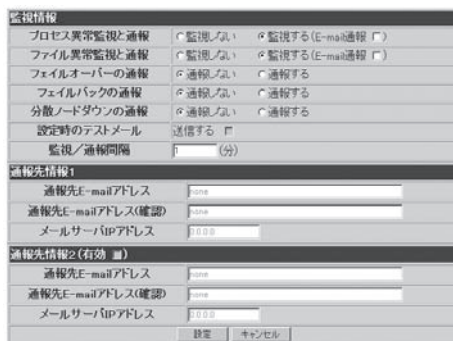 監視情報
プロセス異常監視と通報 監視しない 監視する(E-mail通報 )
ファイル異常監視と通報 監視しない 監視する(E-mail通報 )
フェイルオーバーの通報 通報しない 通報する
フェイルバックの通報 通報しない 通報する
分散ノードダウンの通報 通報しない 通報する
設定時のテストメール 送信する
監視／通報間隔 1 (分)
通報先情報1
通報先E-mailアドレス none
通報先E-mailアドレス(確認) none
メールサーバIPアドレス 0.0.0.0
通報先情報2(有効 )
通報先E-mailアドレス none
通報先E-mailアドレス(確認) none
メールサーバIPアドレス 0.0.0.0
設定 キャンセル